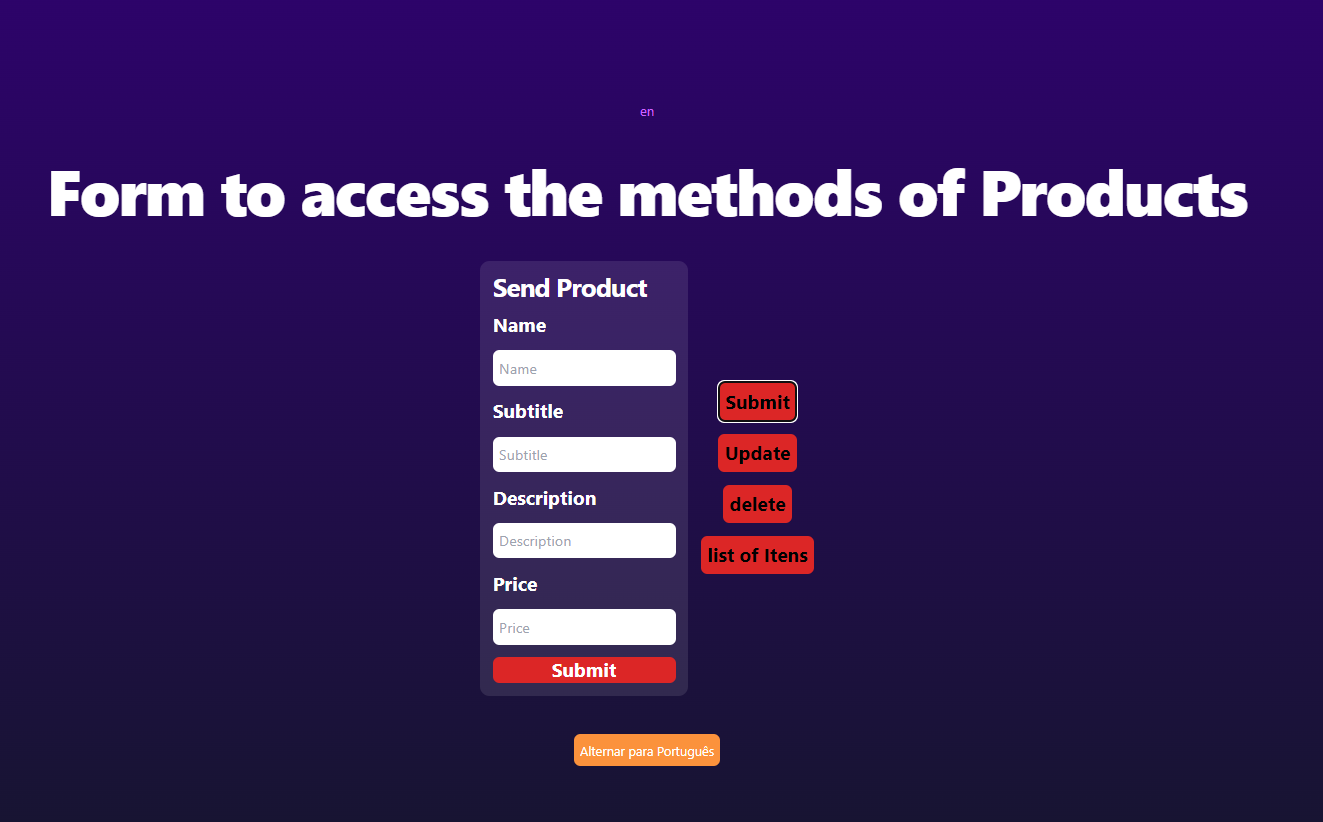 en
Form to access the methods of Products
Send Product
Name
Name
Subtitle
Subtitle
Description
Description
Price
Price
Submit
Submit
Update
delete
list of Itens
Alternar para Português